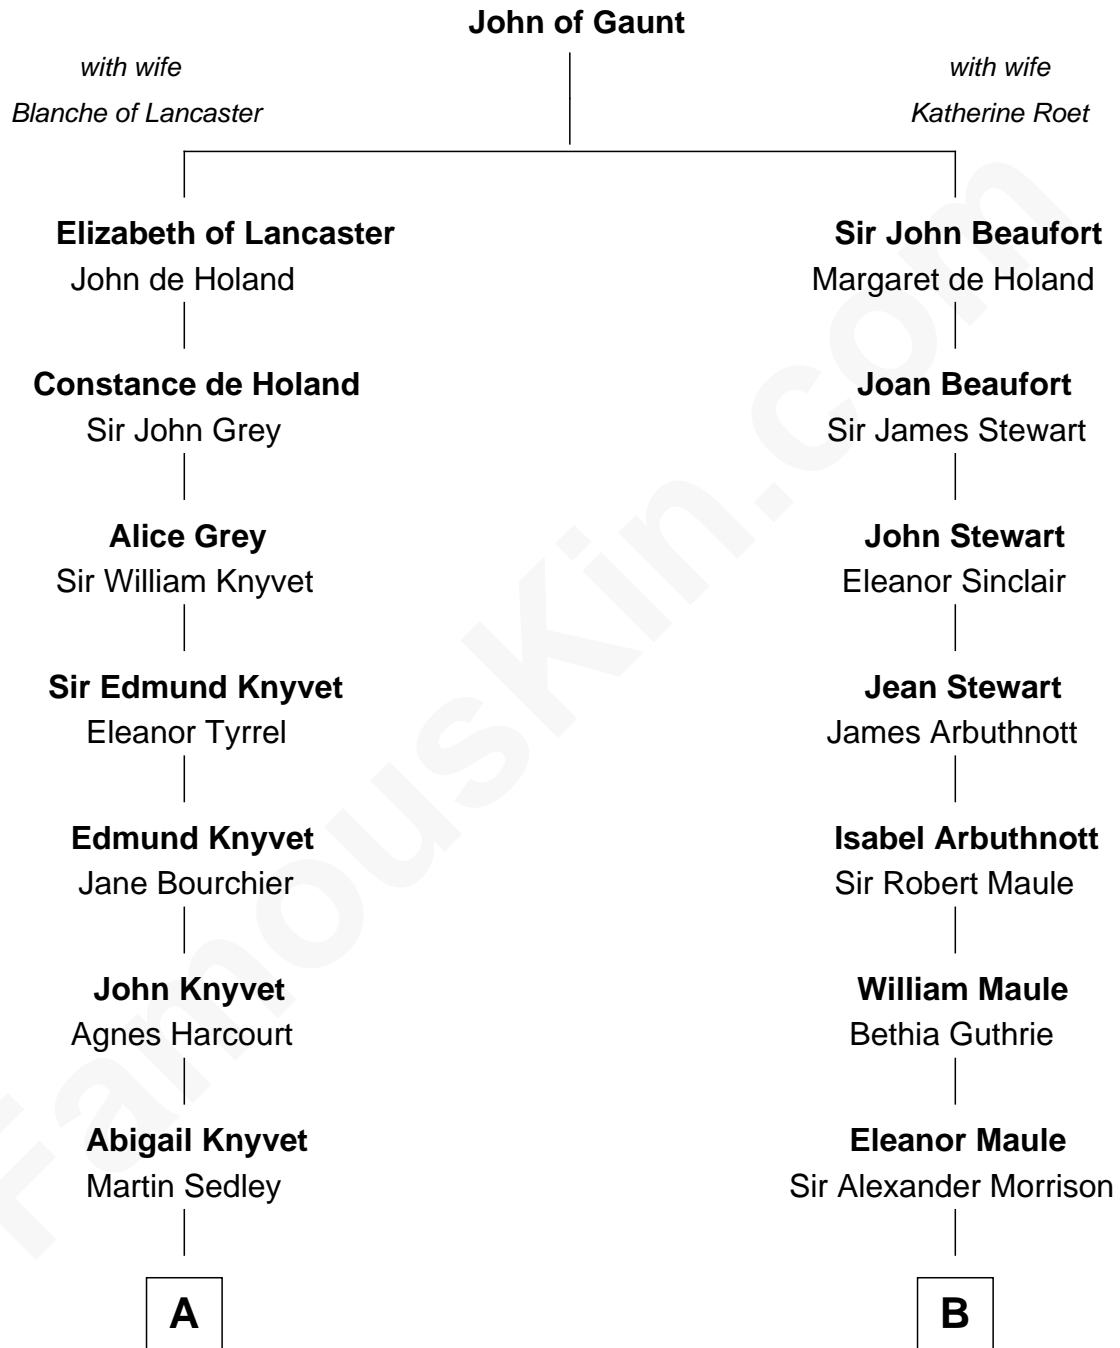 John of Gaunt
with wife
Blanche of Lancaster
with wife
Katherine Roet
Elizabeth of Lancaster
John de Holand
Sir John Beaufort
Margaret de Holand
Constance de Holand
Sir John Grey
Joan Beaufort
Sir James Stewart
Alice Grey
Sir William Knyvet
John Stewart
Eleanor Sinclair
Sir Edmund Knyvet
Eleanor Tyrrel
Jean Stewart
James Arbuthnott
Edmund Knyvet
Jane Bourchier
Isabel Arbuthnott
Sir Robert Maule
John Knyvet
Agnes Harcourt
William Maule
Bethia Guthrie
Abigail Knyvet
Martin Sedley
Eleanor Maule
Sir Alexander Morrison
A
B
FamousKin.com